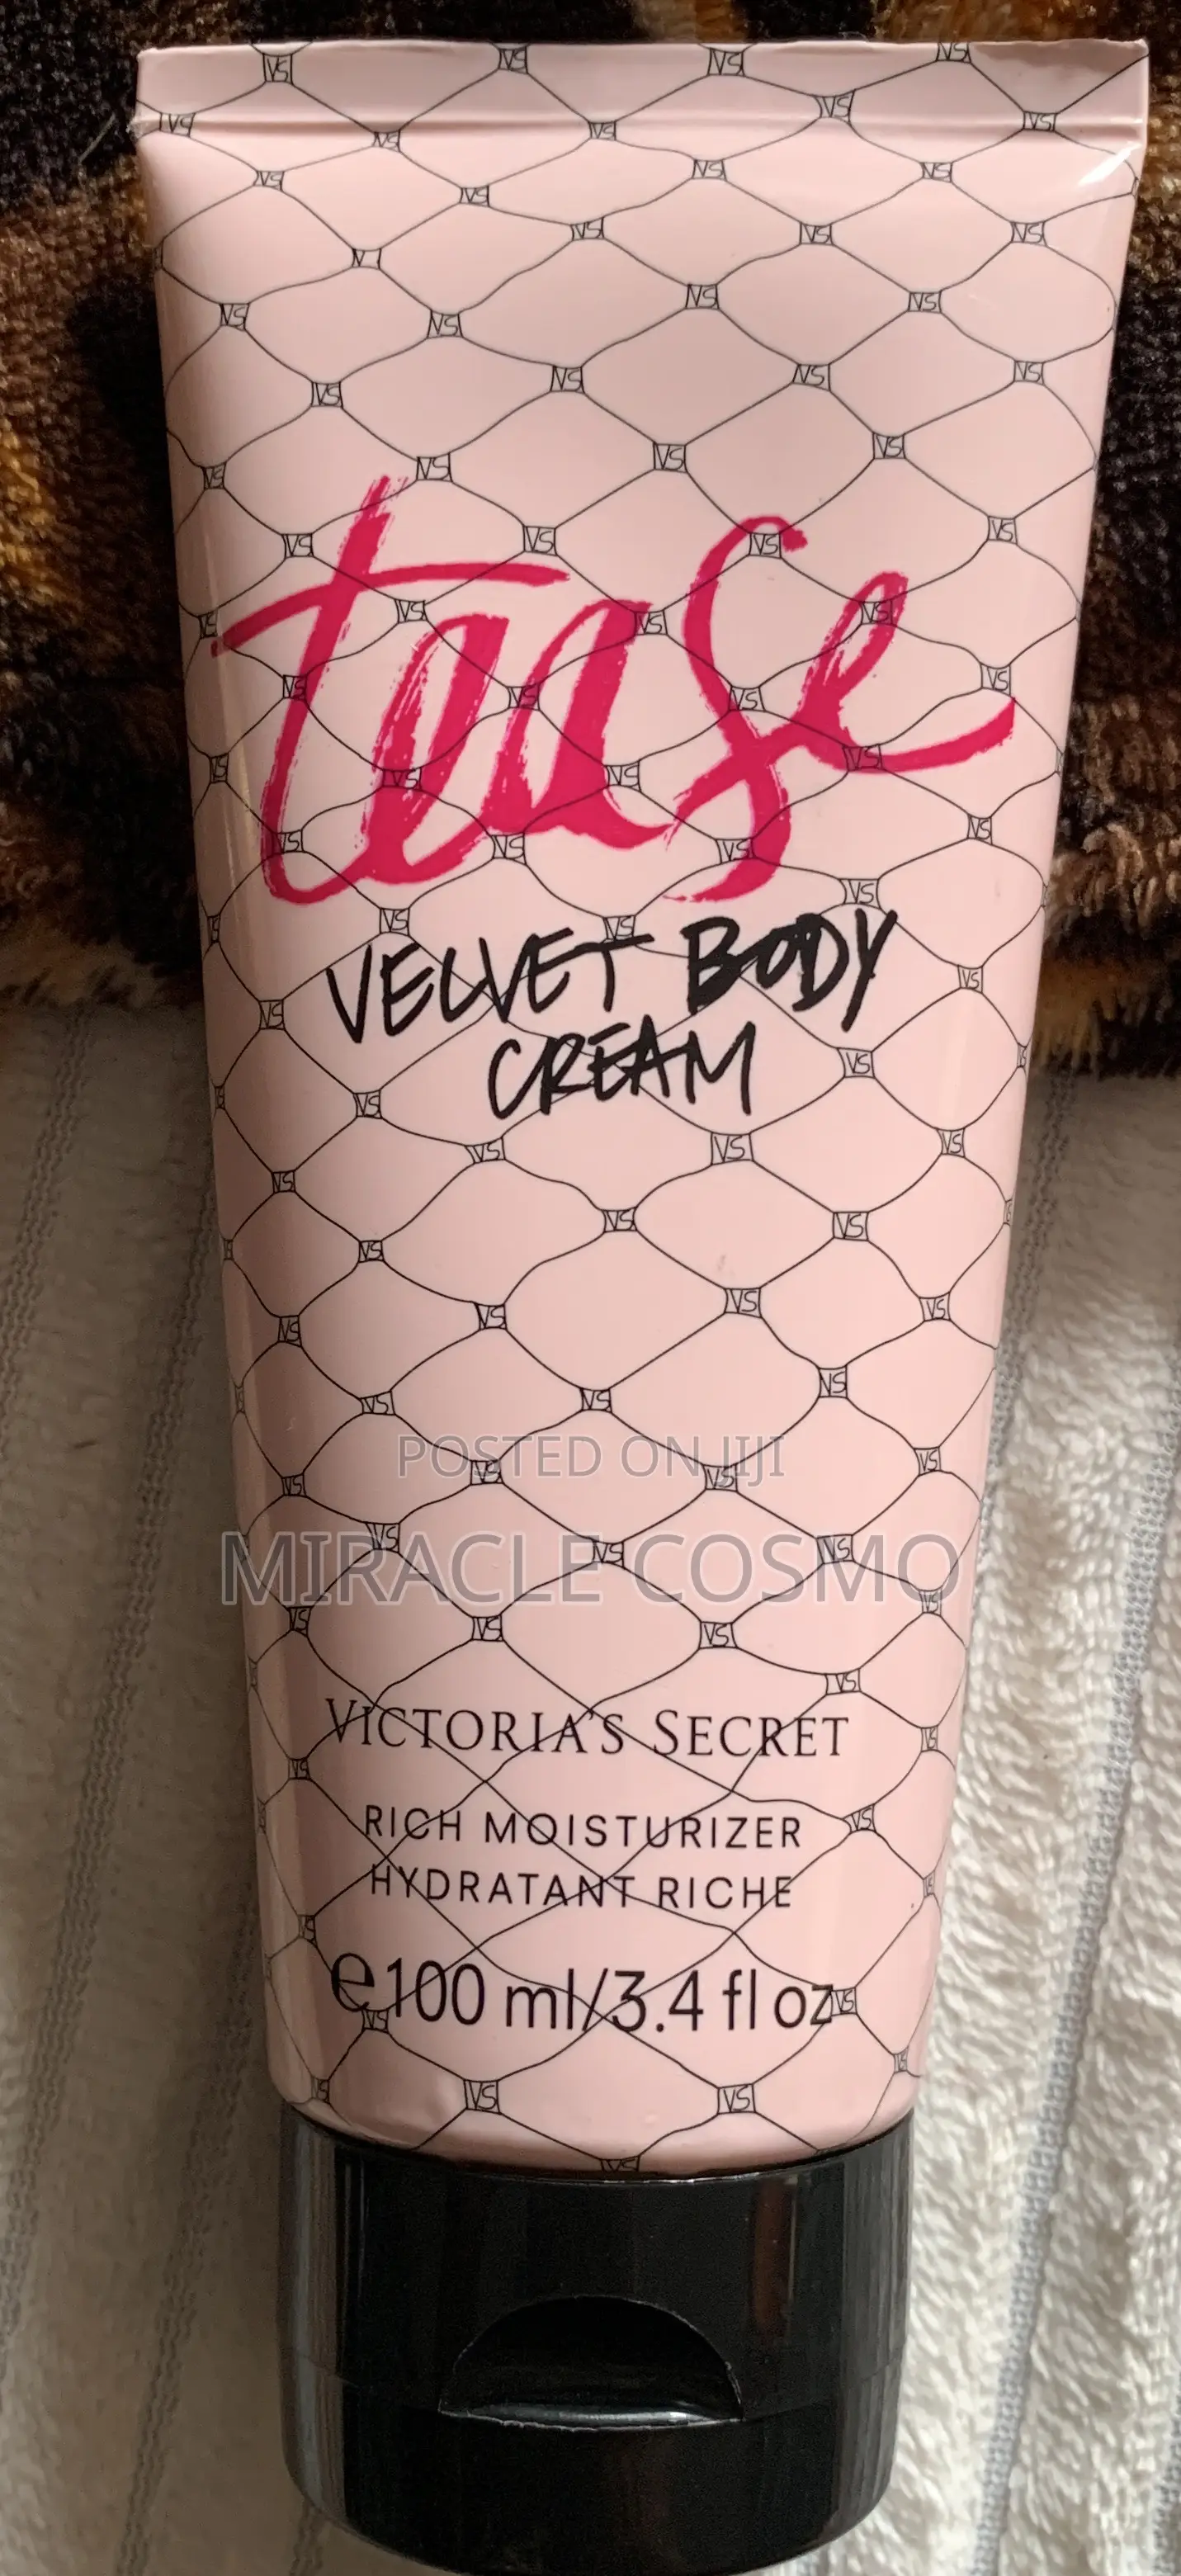 tease
VELVET BODY
CREAM
POSTED ON JIJI
MIRACLE COSMO
VICTORIA'S SECRET
RICH MOISTURIZER
HYDRATANT RICHE
℮100 ml/3.4 fl oz
VS